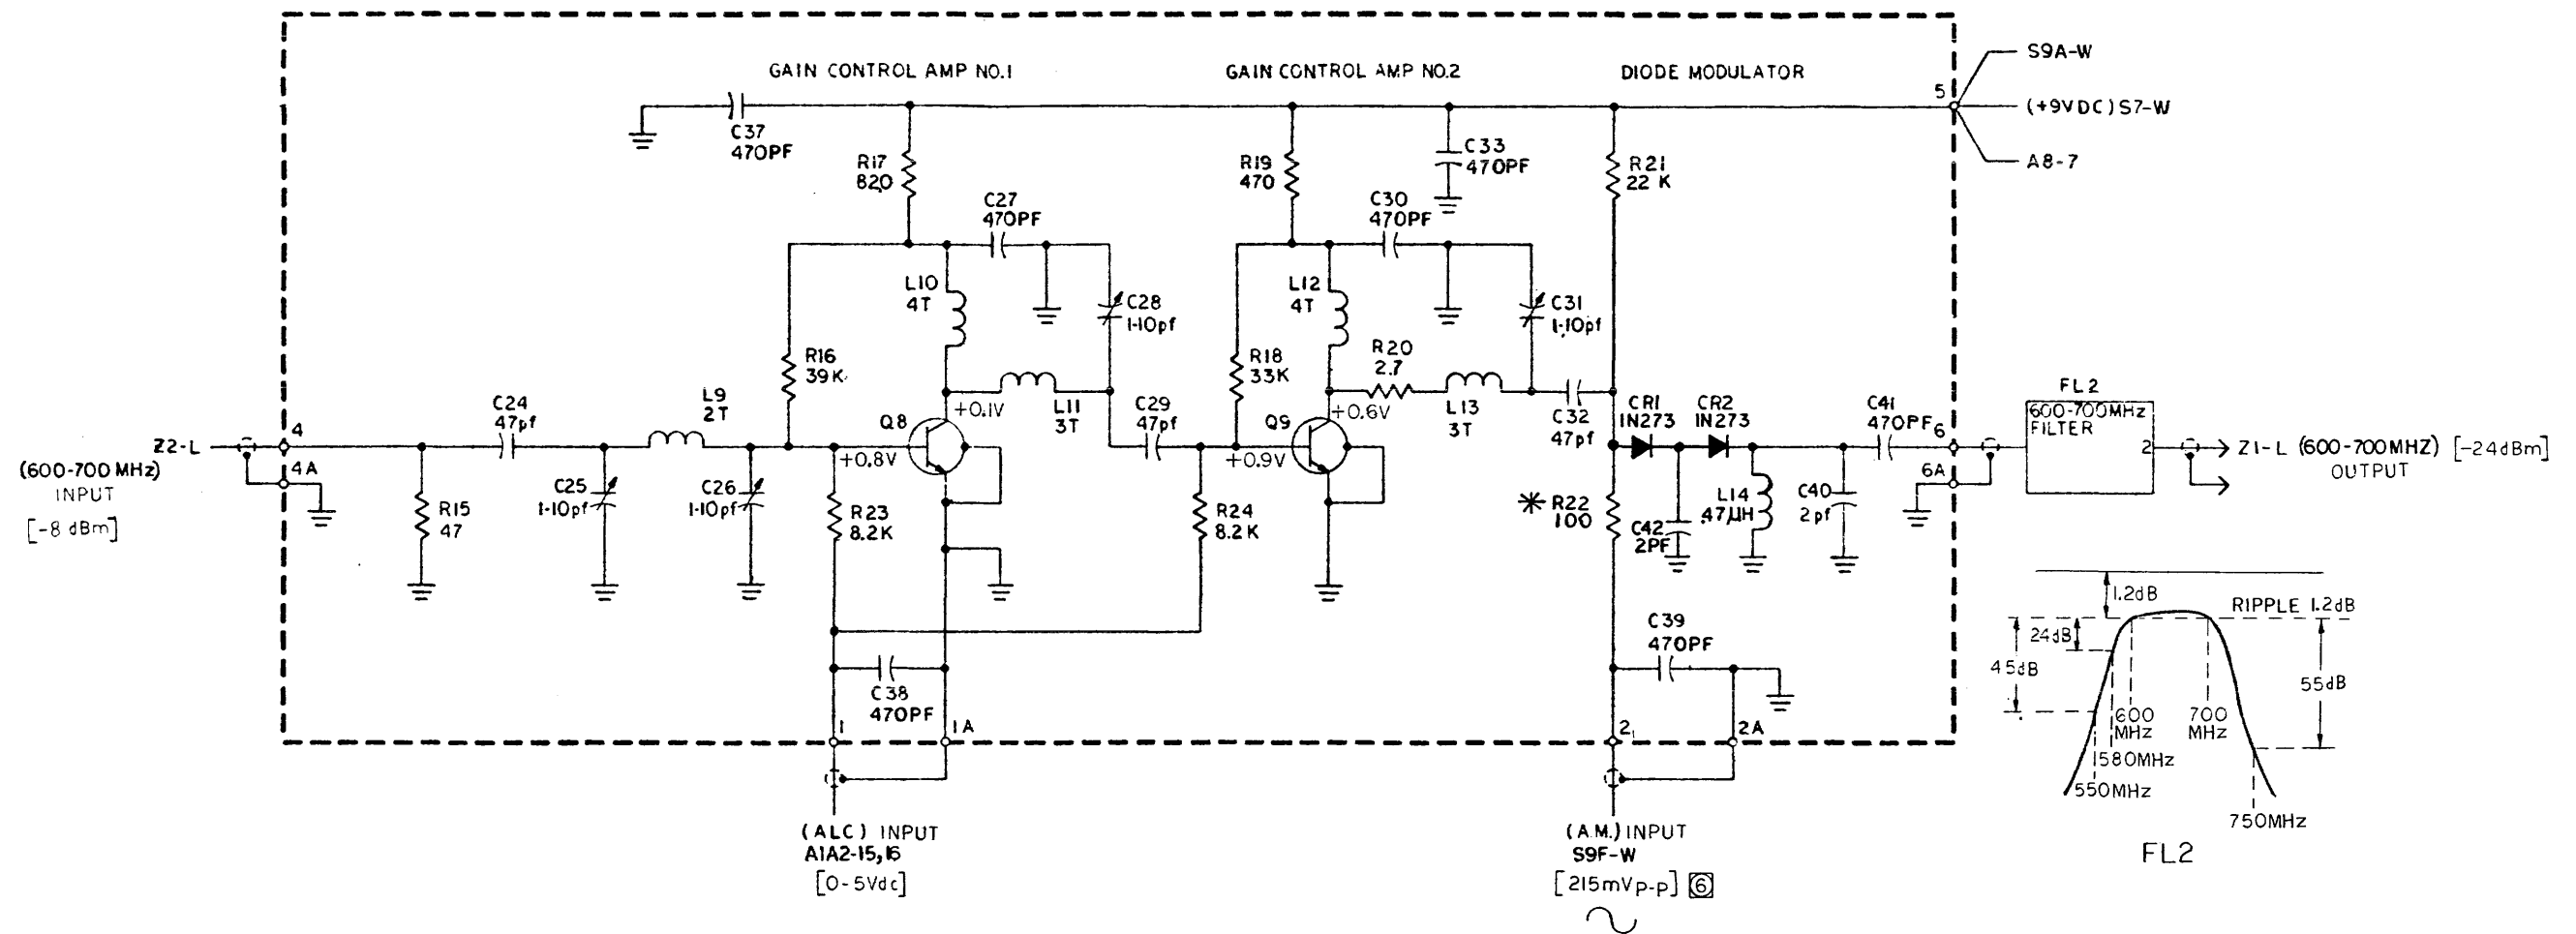 GAIN CONTROL AMP NO.1
GAIN CONTROL AMP NO.2
DIODE MODULATOR
5
S9A-W
(+9VDC) S7-W
A8-7
C37
470PF
R17
820
C27
470PF
R19
470
C30
470PF
C33
470PF
R21
22 K
L10
4T
C28
1-10pf
L12
4T
C31
1-10pf
R16
39K
R18
33K
R20
2.7
L11
3T
L13
3T
C32
47pf
Z2-L
4
4A
(600-700 MHz)
INPUT
[-8 dBm]
R15
47
C24
47pf
C25
1-10pf
L9
2T
C26
1-10pf
Q8
+0.1V
+0.8V
C29
47pf
Q9
+0.6V
+0.9V
R23
8.2K
R24
8.2K
CR1
1N273
CR2
1N273
C41
470PF
6
6A
R22
100
C42
2PF
L14
.47µH
C40
2pf
FL2
600-700MHz
FILTER
2
Z1-L (600-700MHz) [-24dBm]
OUTPUT
C38
470PF
C39
470PF
1
1A
2
2A
(ALC) INPUT
A1A2-15,16
[0-5Vdc]
(A.M.) INPUT
S9F-W
[215mVp-p] 6
1.2dB
RIPPLE 1.2dB
24dB
45dB
55dB
600
MHz
700
MHz
580MHz
550MHz
750MHz
FL2